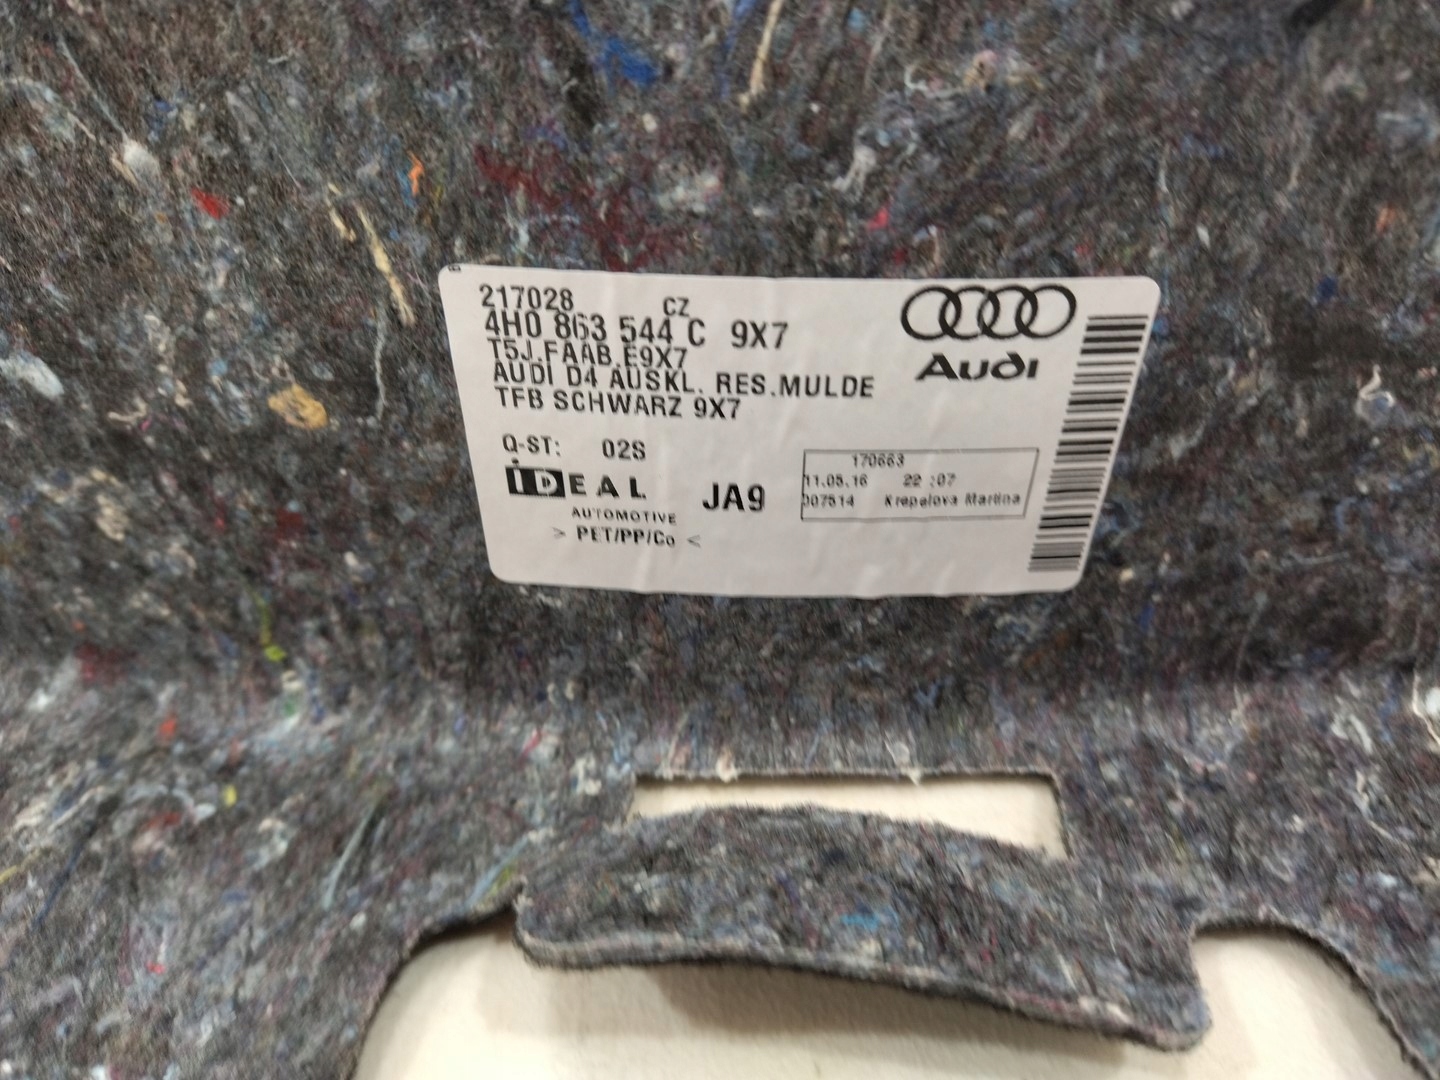 217028
CZ
4H0 863 544 C 9X7
T5J.FAAB.E9X7
AUDI D4 AUSKL. RES.MULDE
TFB SCHWARZ 9X7
Audi
Q-ST: 02S
iDEAL
AUTOMOTIVE
> PET/PP/Co <
JA9
170663
11.05.16 22:07
007514 Krepelova Martina